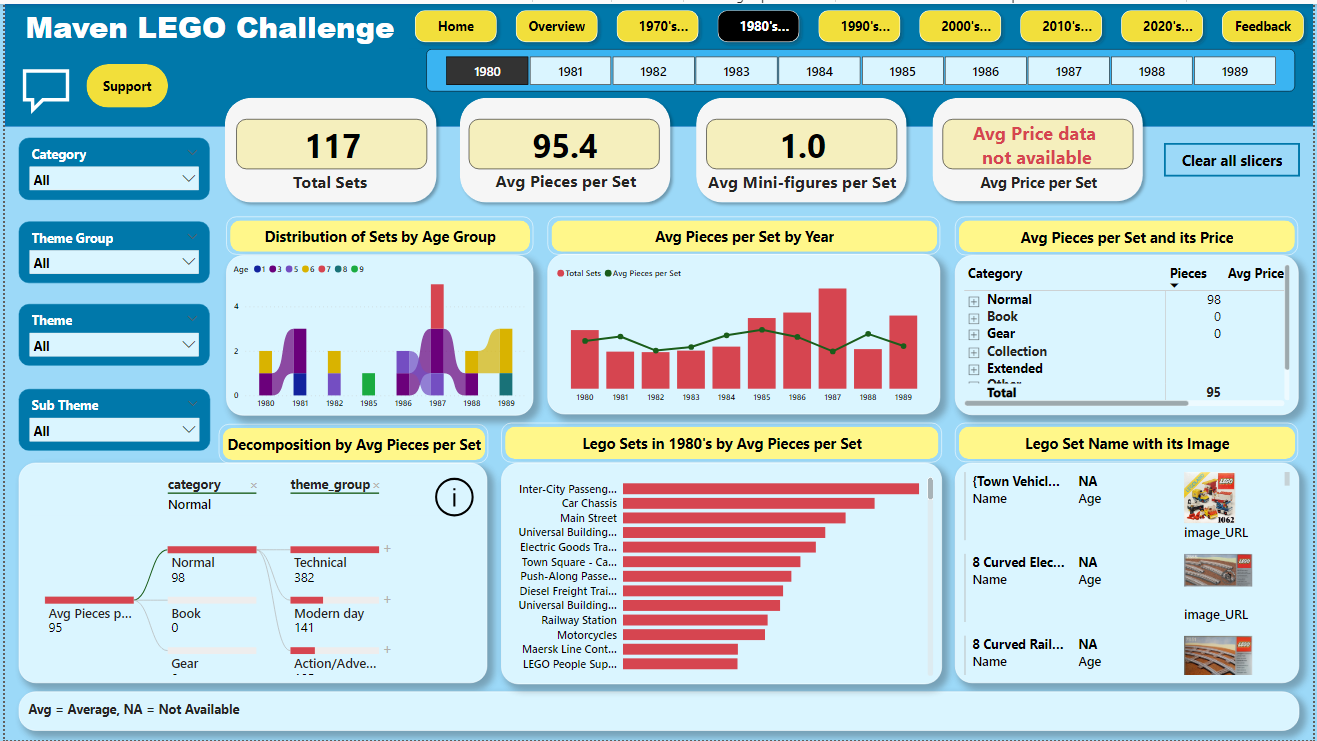 Maven LEGO Challenge
Home
Overview
1970's...
1980's...
1990's...
2000's...
2010's...
2020's...
Feedback
1980
1981
1982
1983
1984
1985
1986
1987
1988
1989
Support
117
Total Sets
95.4
Avg Pieces per Set
1.0
Avg Mini-figures per Set
Avg Price data
not available
Avg Price per Set
Clear all slicers
Category
All
Theme Group
All
Theme
All
Sub Theme
All
Distribution of Sets by Age Group
Age 1 3 5 6 7 8 9
4
2
0
1980 1981 1982 1985 1986 1987 1988 1989
Avg Pieces per Set by Year
Total Sets Avg Pieces per Set
1980 1981 1982 1983 1984 1985 1986 1987 1988 1989
Avg Pieces per Set and its Price
Category Pieces Avg Price
Normal 98
Book 0
Gear 0
Collection
Extended
Other
Total 95
Decomposition by Avg Pieces per Set
category ×
theme_group ×
Normal
Normal
98
Book
0
Gear
Avg Pieces p...
95
Technical
382
Modern day
141
Action/Adve...
Lego Sets in 1980's by Avg Pieces per Set
Inter-City Passeng...
Car Chassis
Main Street
Universal Building...
Electric Goods Tra...
Town Square - Ca...
Push-Along Passe...
Diesel Freight Trai...
Universal Building...
Railway Station
Motorcycles
Maersk Line Cont...
LEGO People Sup...
Lego Set Name with its Image
{Town Vehicl... NA
Name Age
LEGO
1062
image_URL
8 Curved Elec... NA
Name Age
LEGO
image_URL
8 Curved Rail... NA
Name Age
LEGO
Avg = Average, NA = Not Available